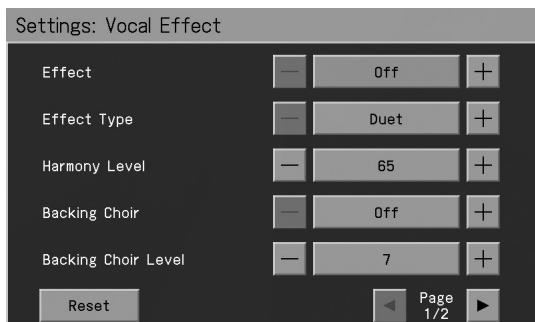 Settings: Vocal Effect
Effect — Off +
Effect Type — Duet +
Harmony Level — 65 +
Backing Choir — Off +
Backing Choir Level — 7 +
Reset ◄ Page 1/2 ►